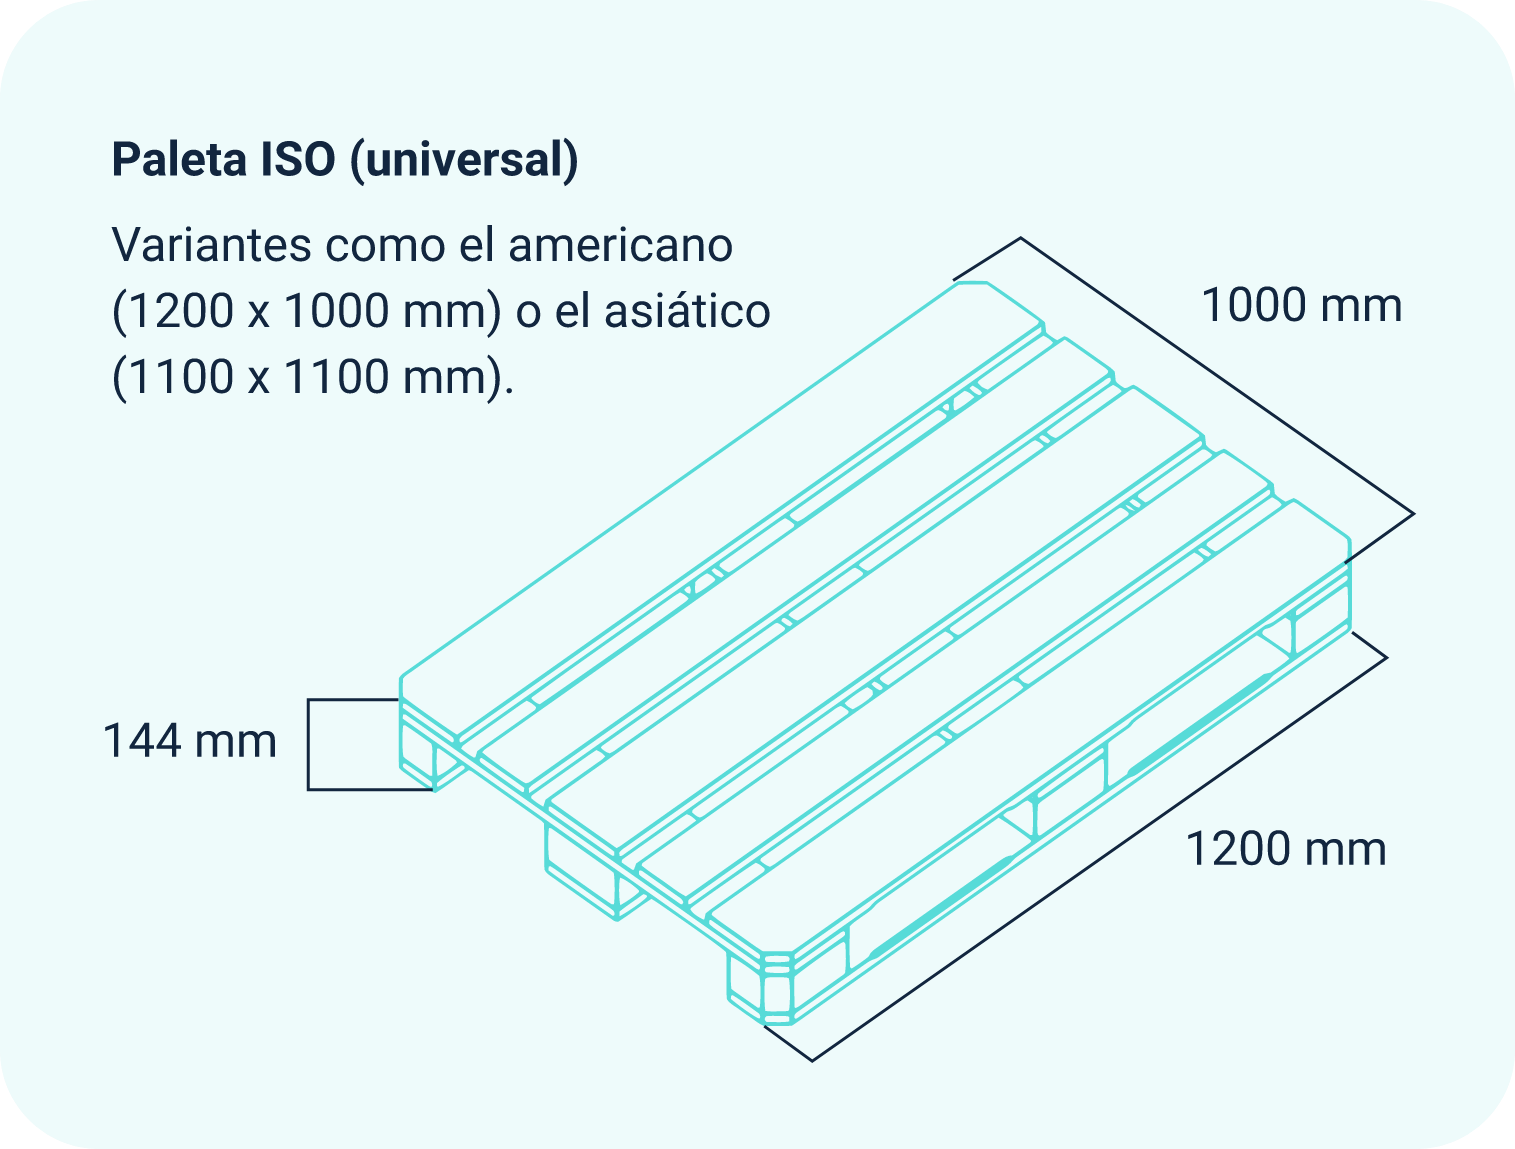 Paleta ISO (universal)
Variantes como el americano
(1200 x 1000 mm) o el asiático
(1100 x 1100 mm).
1000 mm
144 mm
1200 mm